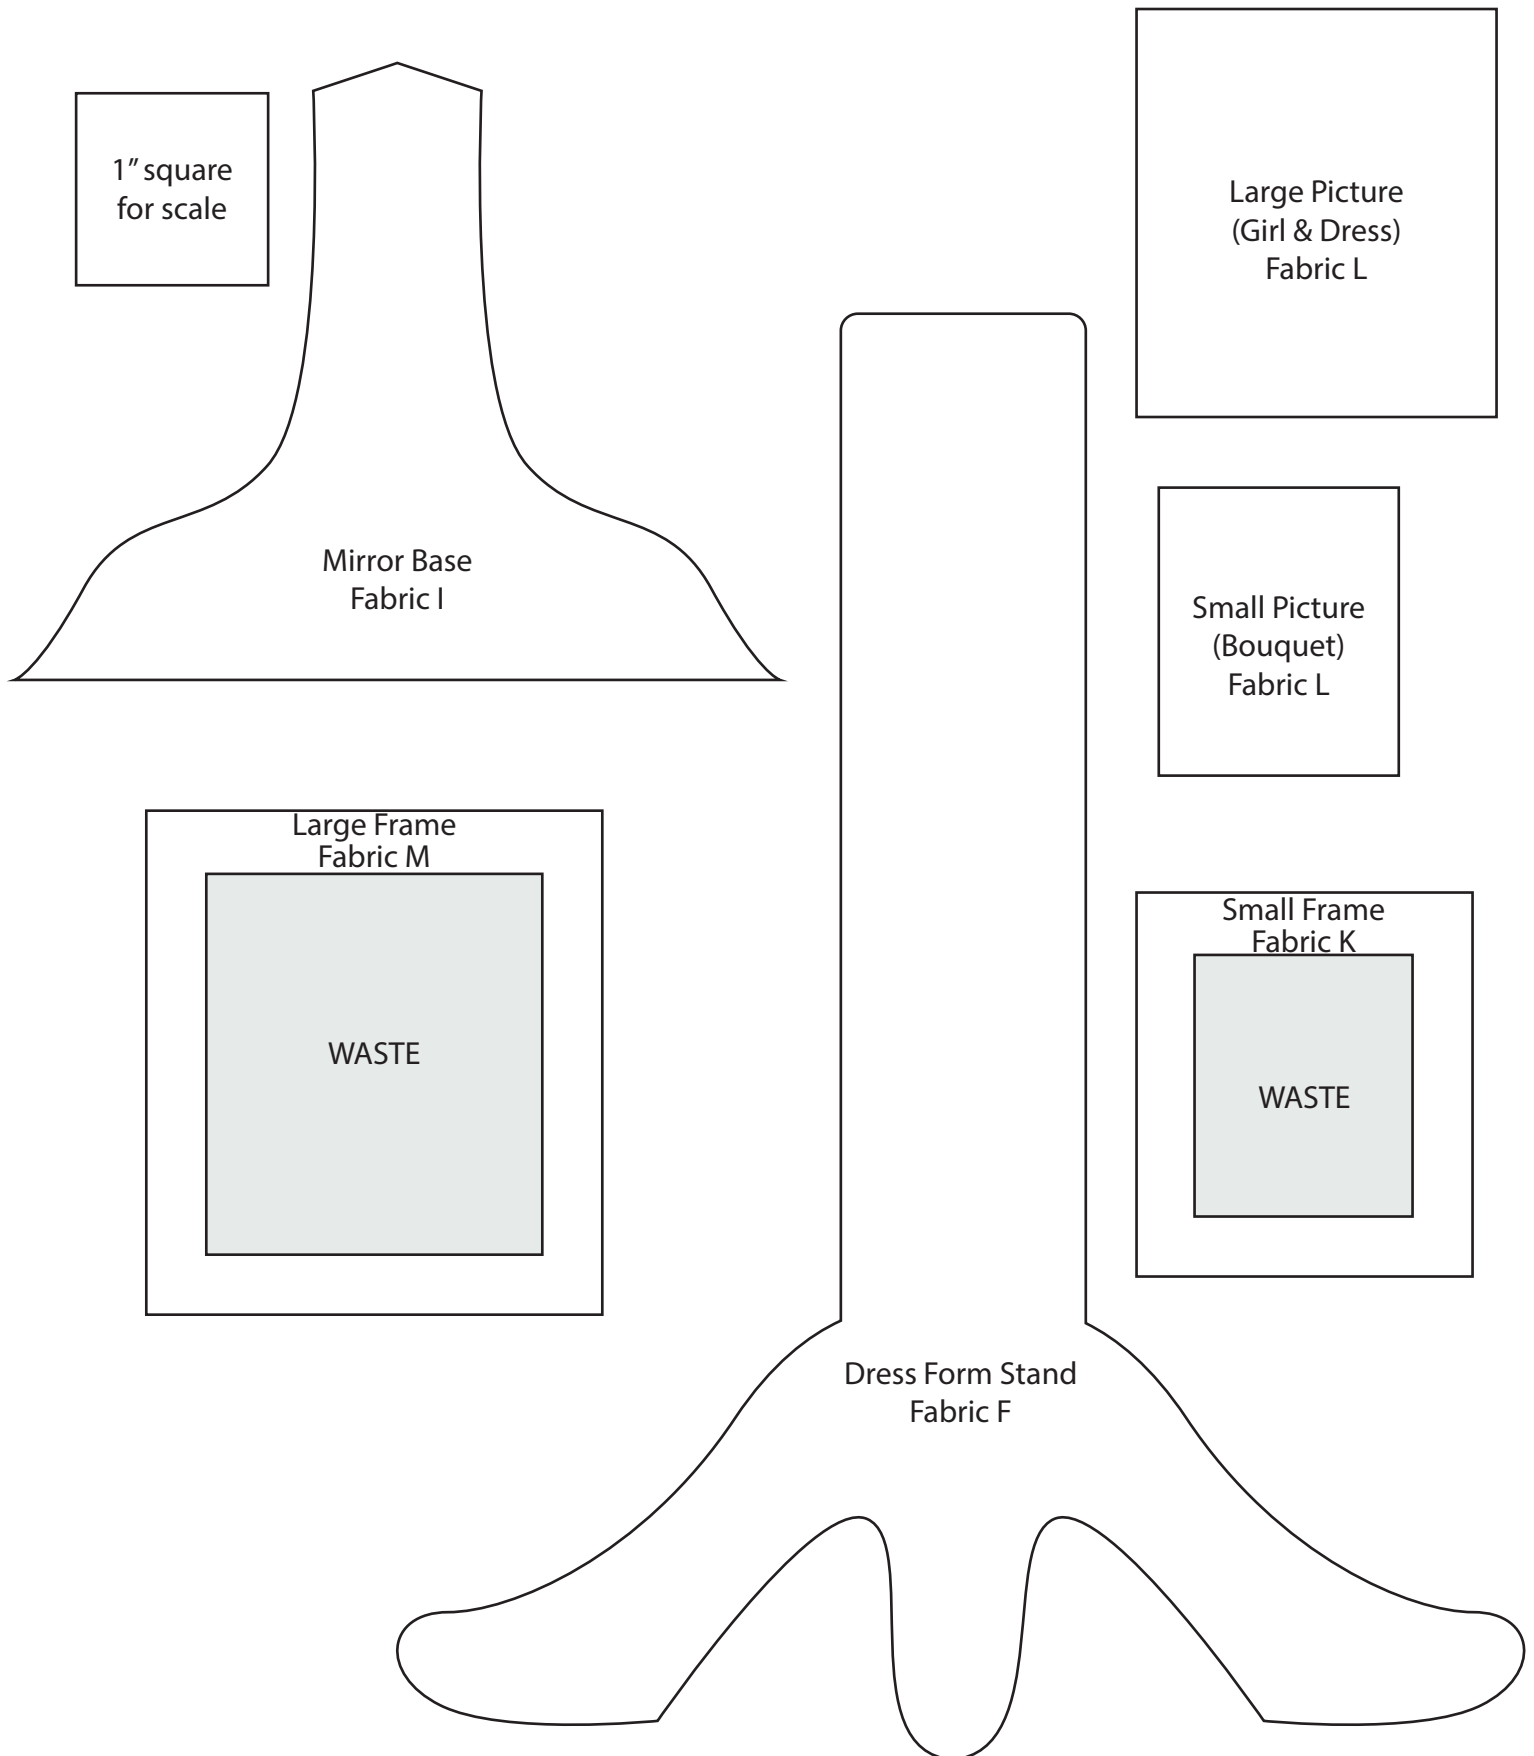 1” square
for scale
Large Picture
(Girl & Dress)
Fabric L
Mirror Base
Fabric I
Small Picture
(Bouquet)
Fabric L
Large Frame
Fabric M
WASTE
Small Frame
Fabric K
WASTE
Dress Form Stand
Fabric F